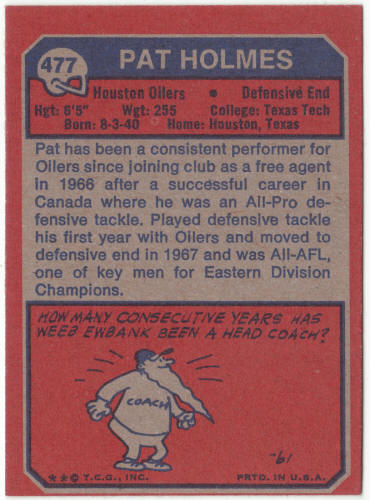 477
PAT HOLMES
Houston Oilers • Defensive End
Hgt: 6'5" Wgt: 255 College: Texas Tech
Born: 8-3-40 Home: Houston, Texas
Pat has been a consistent performer for
Oilers since joining club as a free agent
in 1966 after a successful career in
Canada where he was an All-Pro de-
fensive tackle. Played defensive tackle
his first year with Oilers and moved to
defensive end in 1967 and was All-AFL,
one of key men for Eastern Division
Champions.
HOW MANY CONSECUTIVE YEARS HAS
WEEB EWBANK BEEN A HEAD COACH?
COACH
**© T.C.G., INC. PRTD. IN U.S.A.